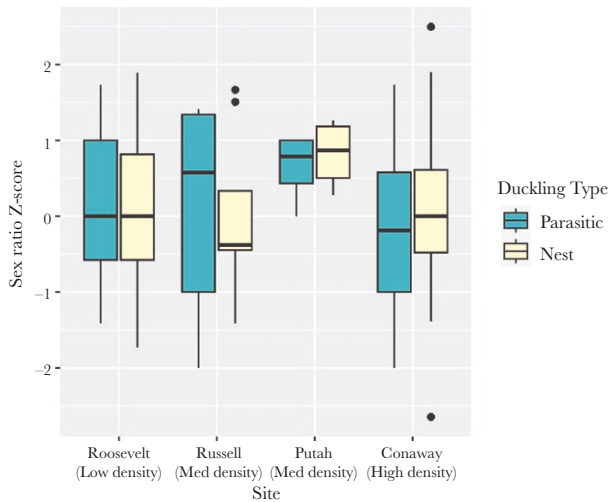 Sex ratio Z-score
2
1
0
−1
−2
Roosevelt
(Low density)
Russell
(Med density)
Putah
(Med density)
Conaway
(High density)
Site
Duckling Type
Parasitic
Nest